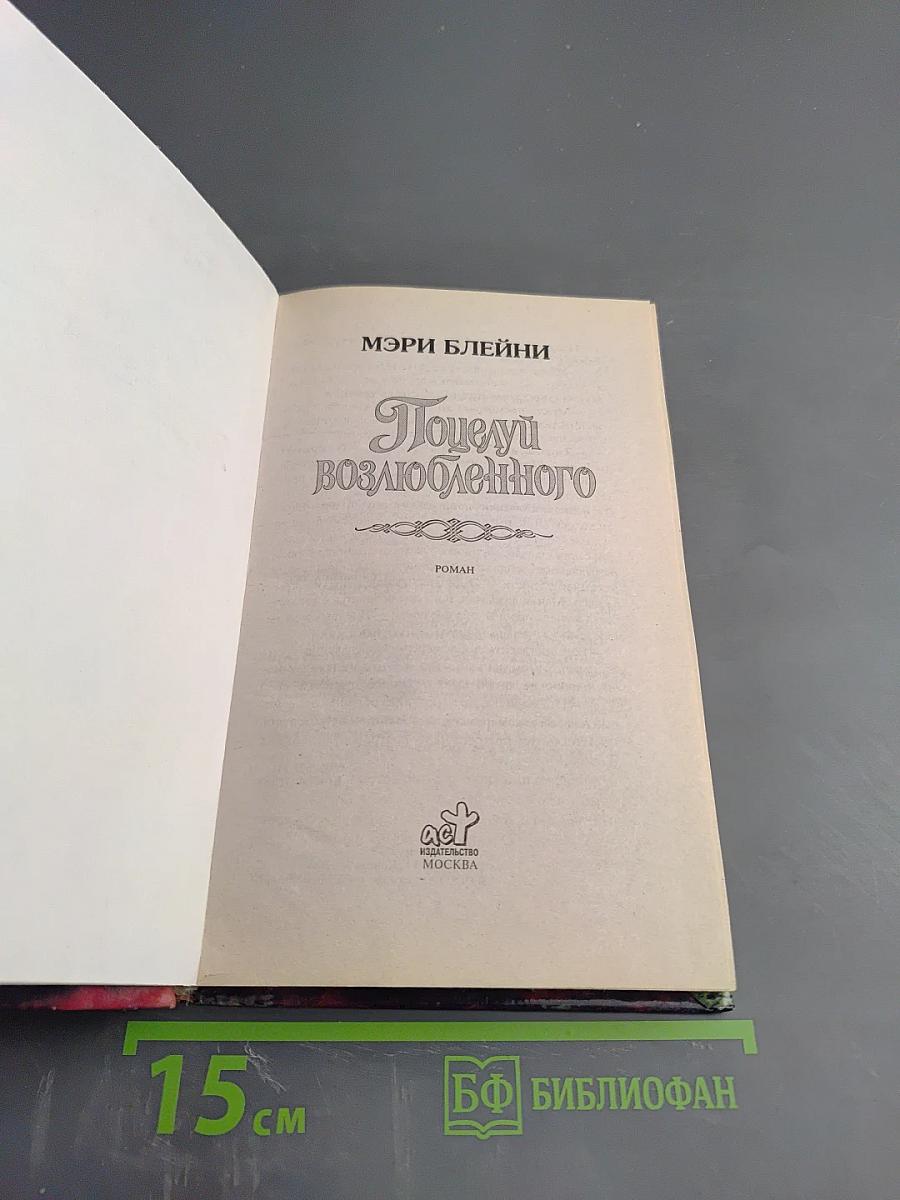 МЭРИ БЛЕЙНИ
Поцелуй
возлюбленного
РОМАН
аст
ИЗДАТЕЛЬСТВО
МОСКВА
15 см
БФ БИБЛИОФАН